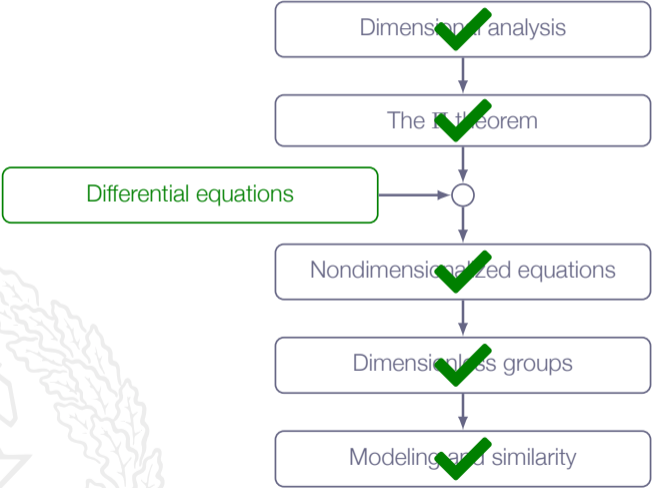 Dimensional analysis
The Π theorem
Differential equations
Nondimensionalized equations
Dimensionless groups
Modeling and similarity